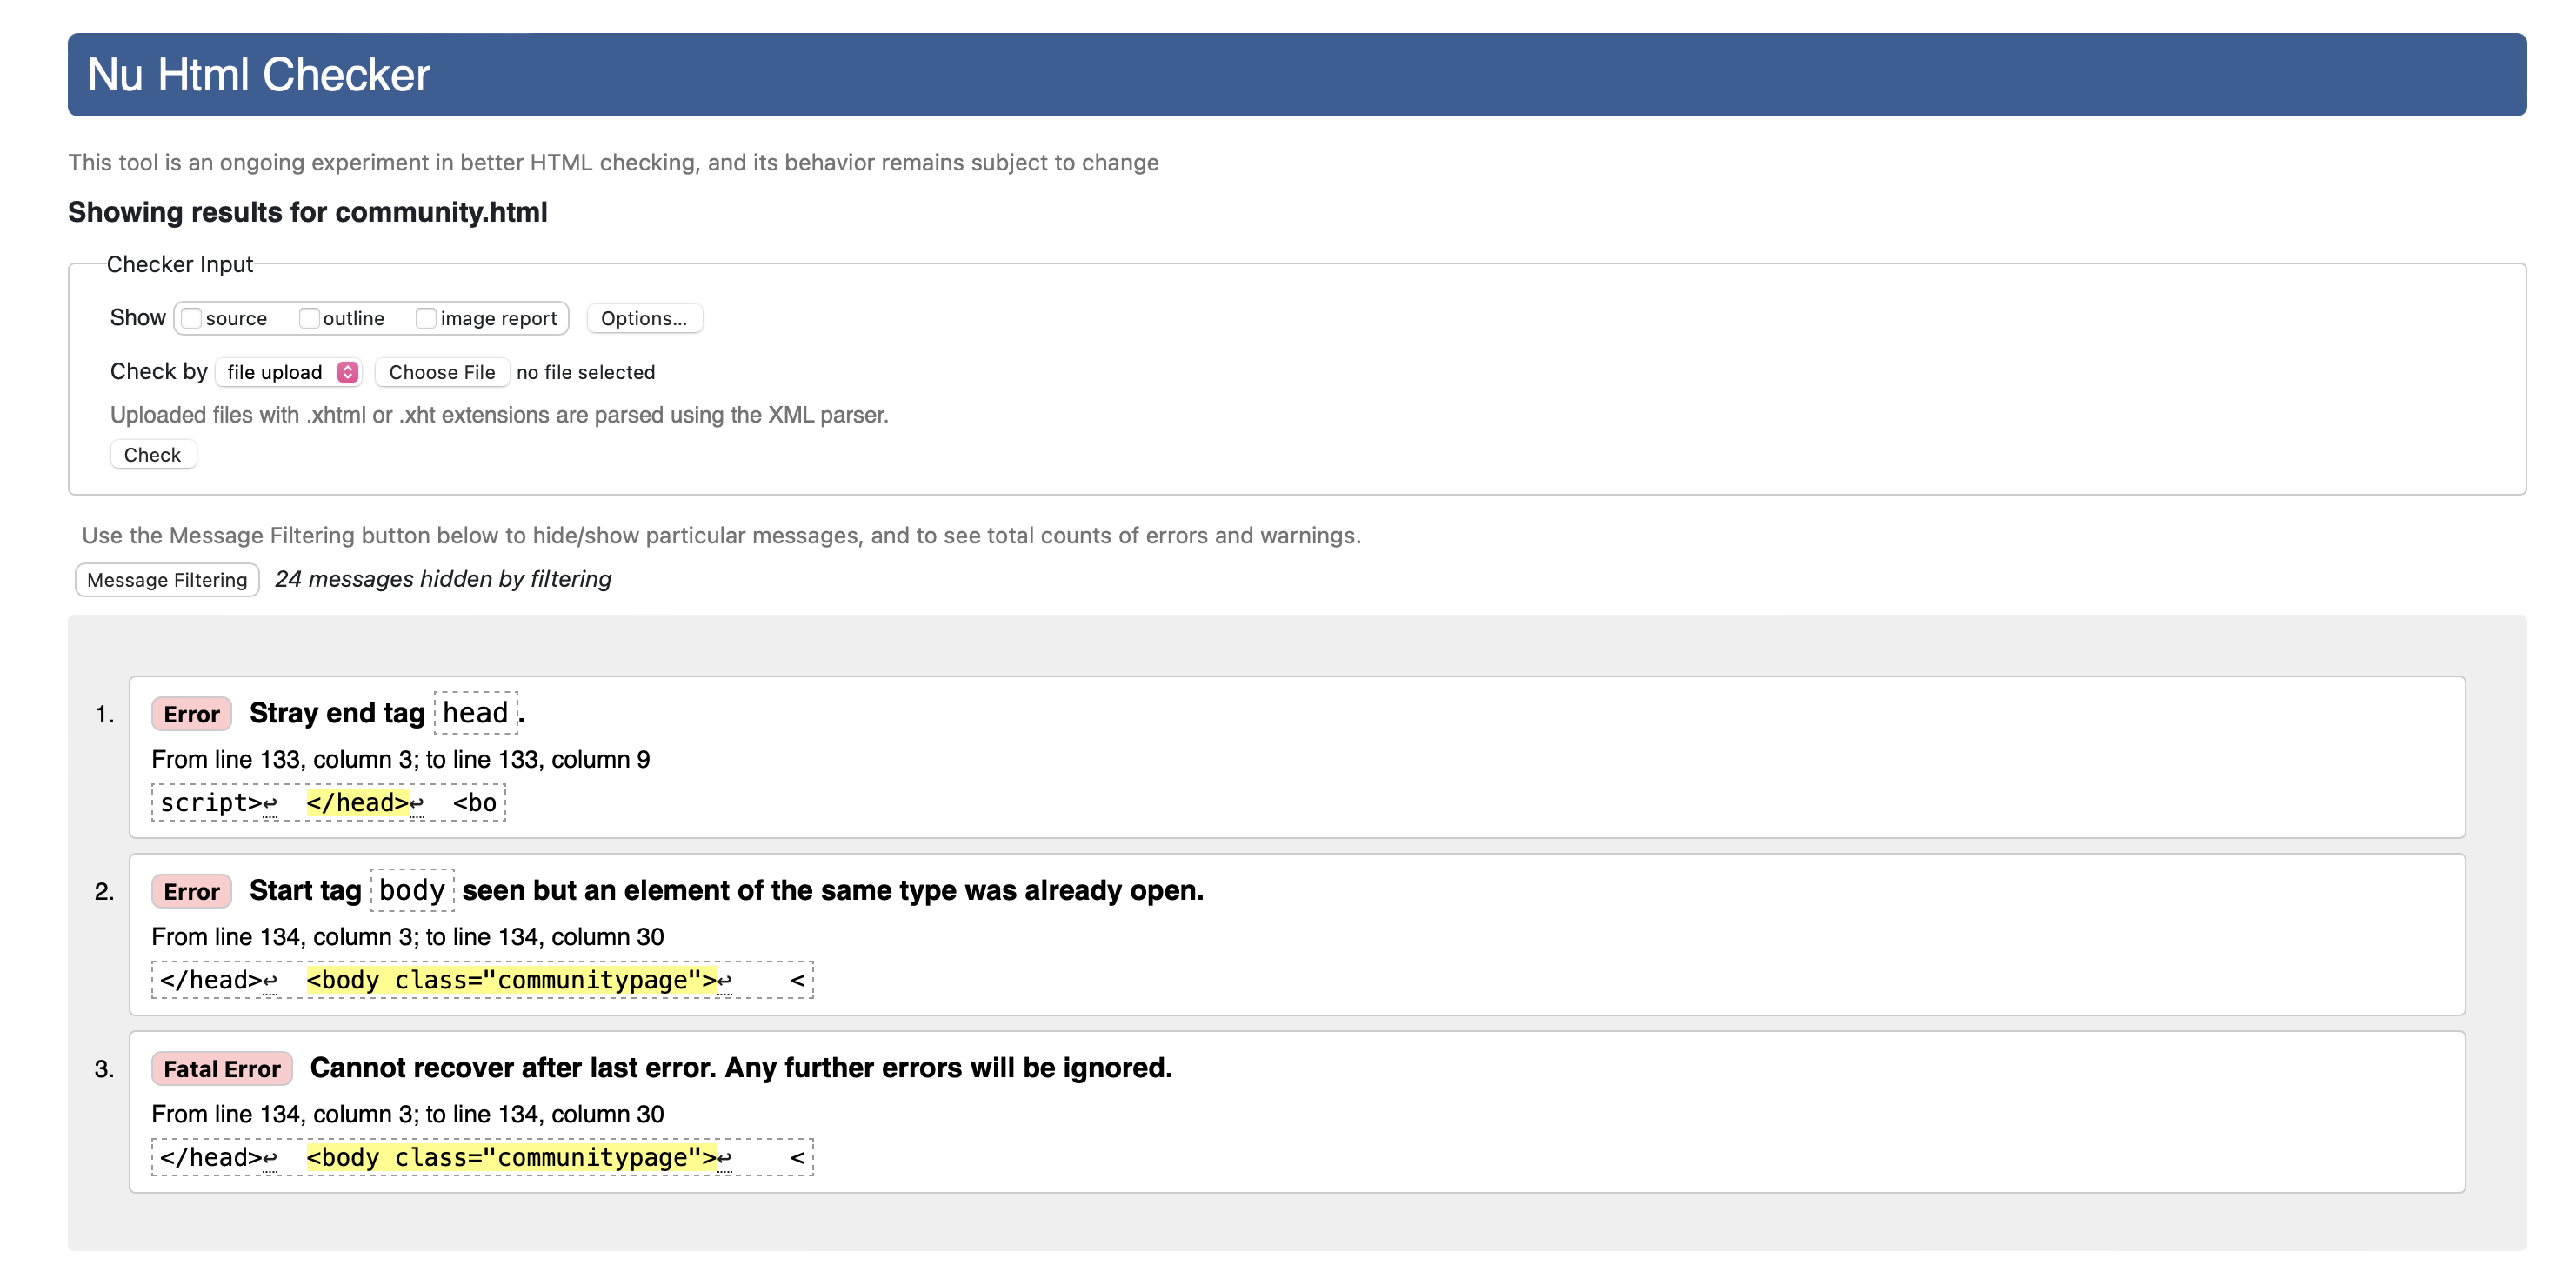 Nu Html Checker
This tool is an ongoing experiment in better HTML checking, and its behavior remains subject to change
Showing results for community.html
Checker Input
Show source outline image report Options...
Check by file upload Choose File no file selected
Uploaded files with .xhtml or .xht extensions are parsed using the XML parser.
Check
Use the Message Filtering button below to hide/show particular messages, and to see total counts of errors and warnings.
Message Filtering 24 messages hidden by filtering
1. Error Stray end tag head.
From line 133, column 3; to line 133, column 9
script>↩  </head>↩  <bo
2. Error Start tag body seen but an element of the same type was already open.
From line 134, column 3; to line 134, column 30
</head>↩  <body class="communitypage">↩    <
3. Fatal Error Cannot recover after last error. Any further errors will be ignored.
From line 134, column 3; to line 134, column 30
</head>↩  <body class="communitypage">↩    <